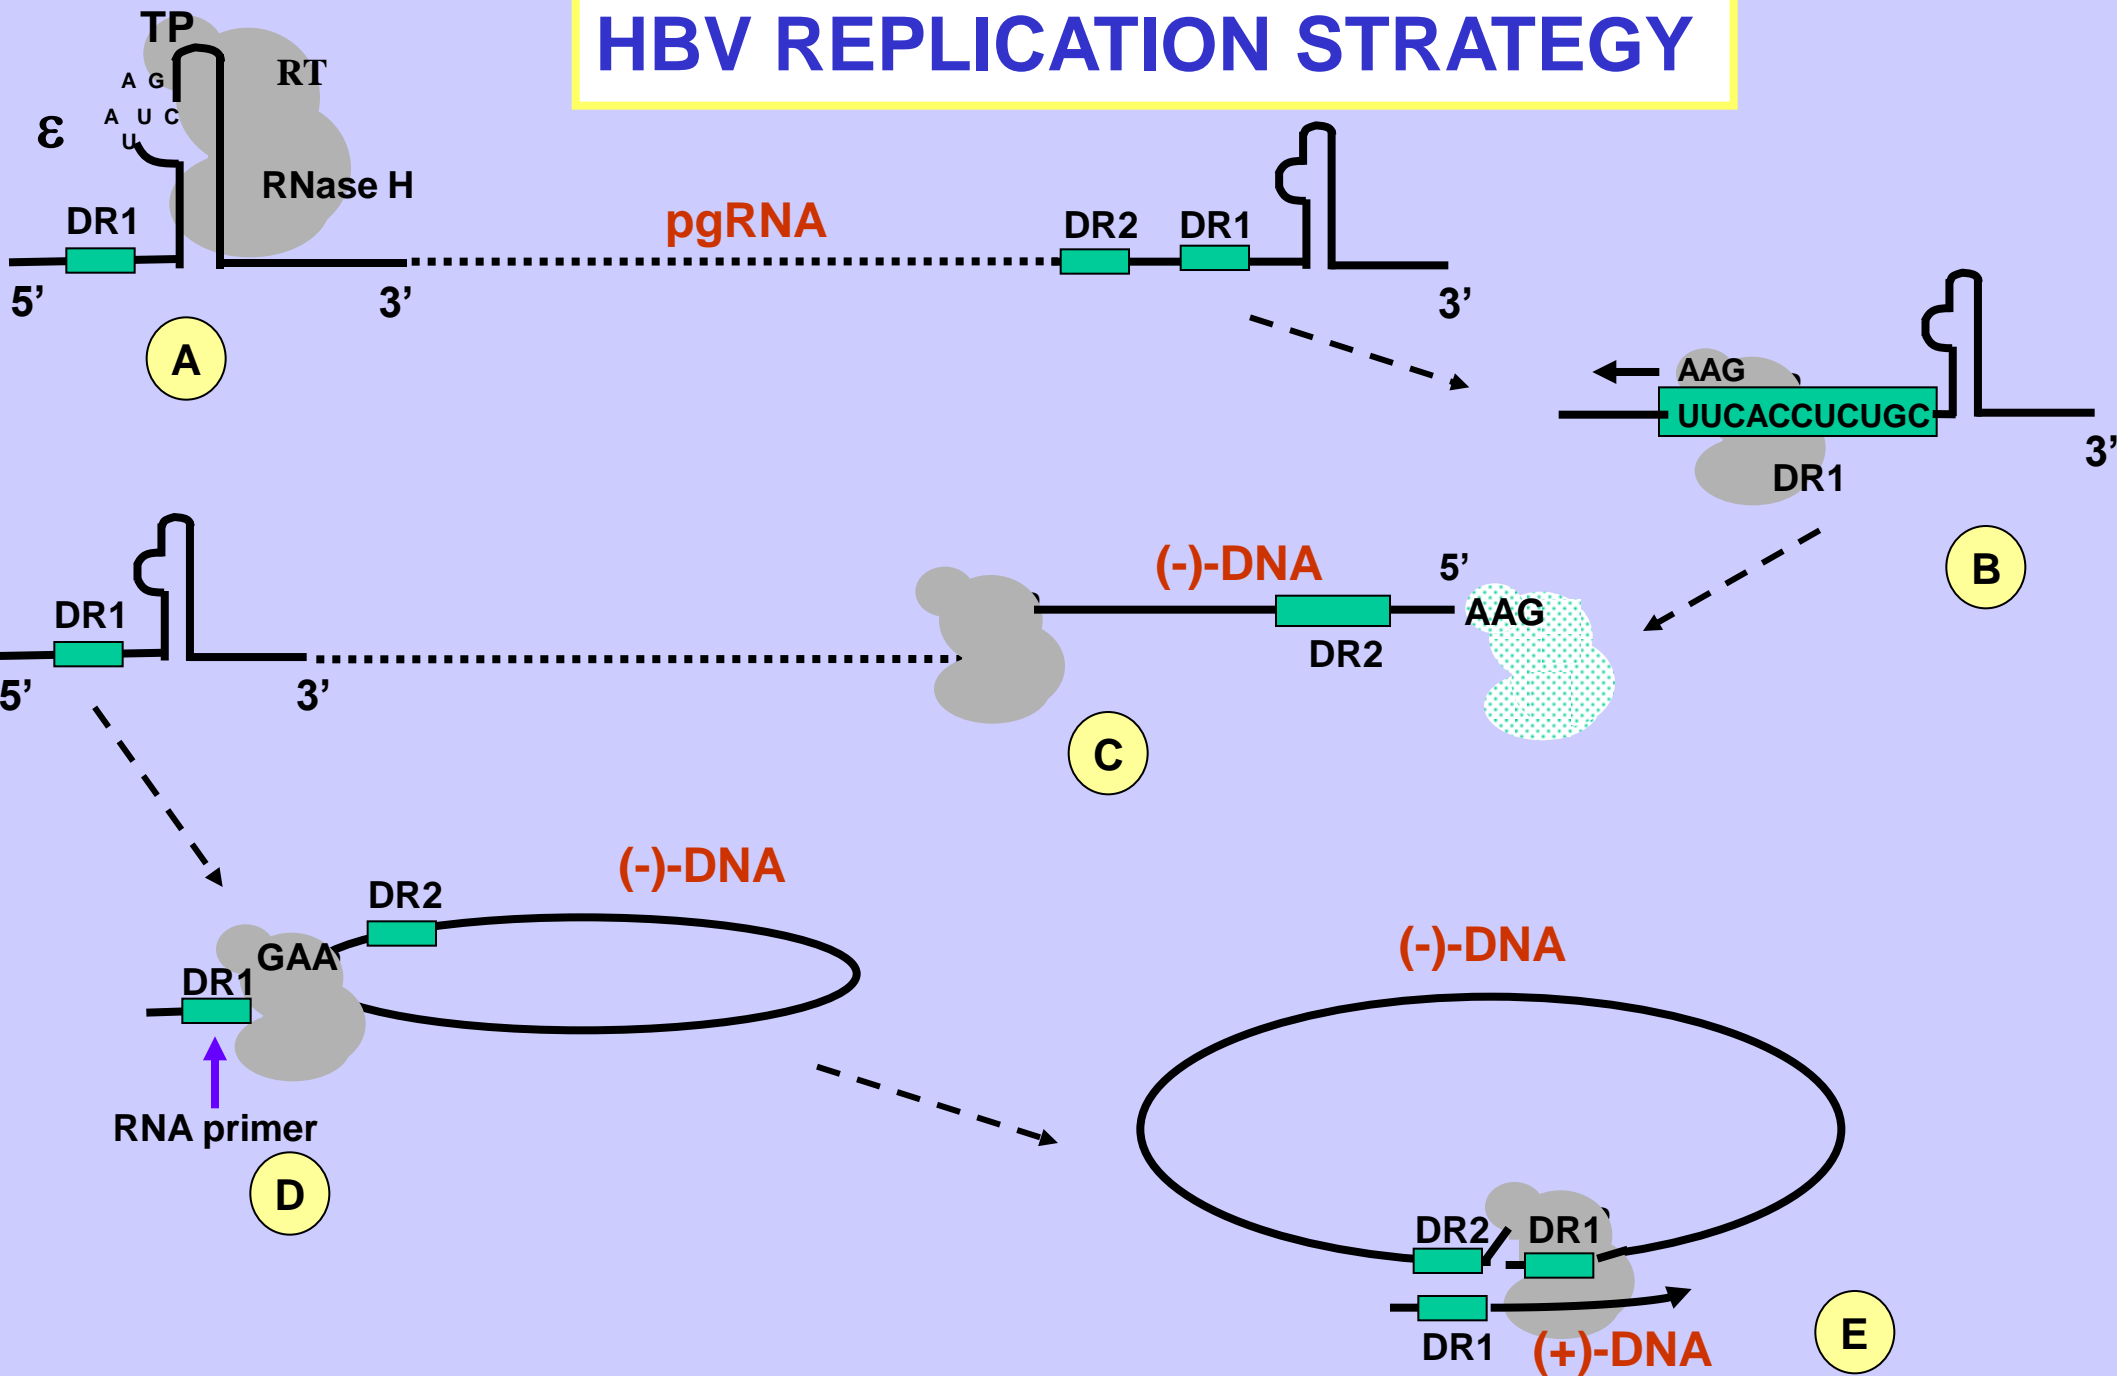 HBV REPLICATION STRATEGY
TP
RT
A G
A U C
U
ε
RNase H
DR1
pgRNA
DR2 DR1
5’
3’
3’
A
AAG
UUCACCUCUGC
3’
DR1
B
(-)-DNA
5’
AAG
DR1
DR2
5’
3’
C
(-)-DNA
DR2
GAA
DR1
RNA primer
D
(-)-DNA
DR2 DR1
DR1
(+)-DNA
E